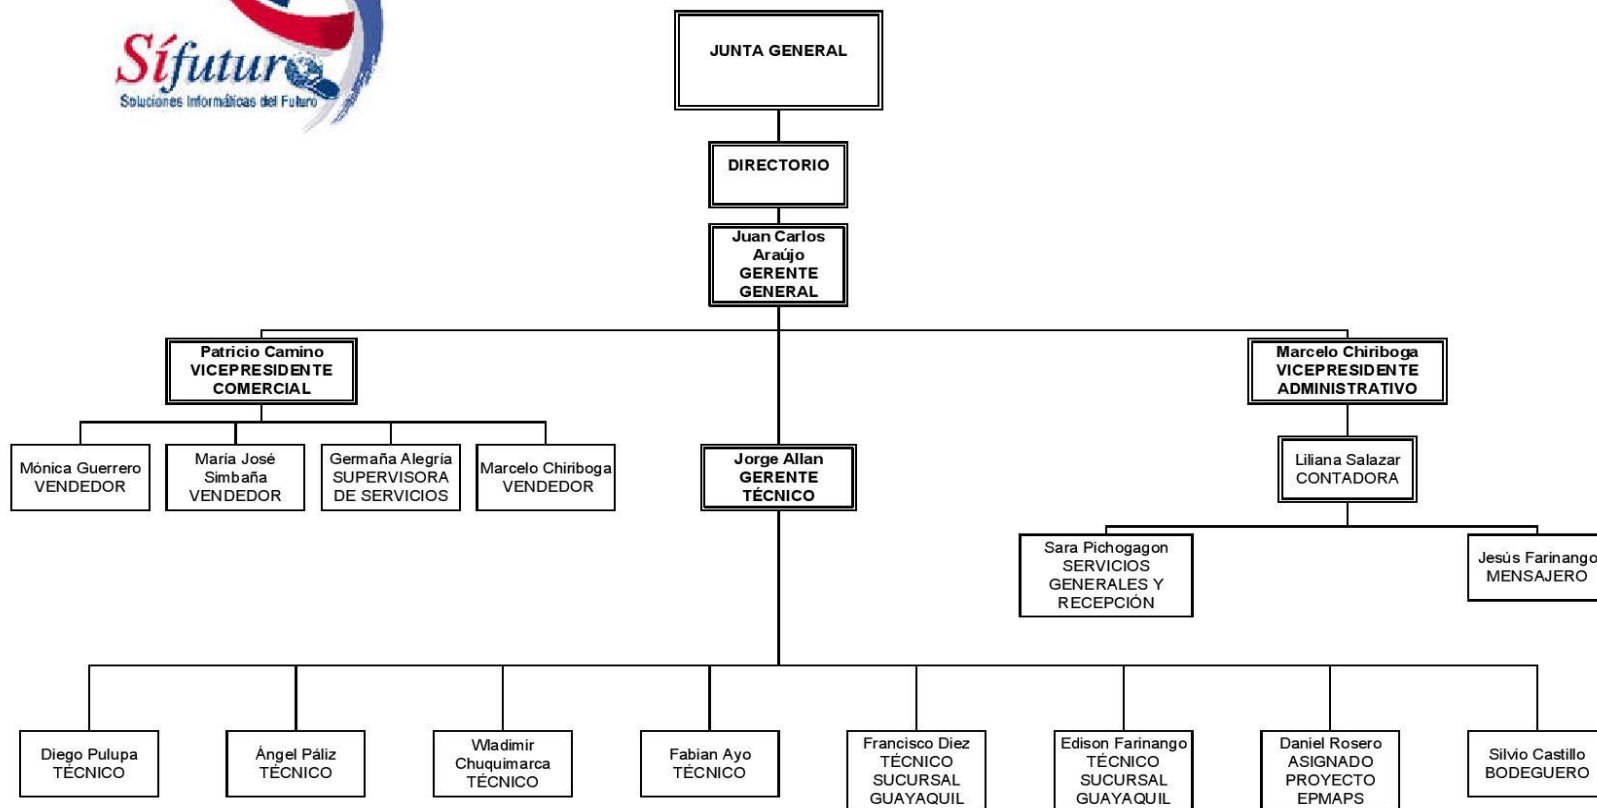 Sífuturo
Soluciones Informáticas del Futuro
JUNTA GENERAL
DIRECTORIO
Juan Carlos
Araújo
GERENTE
GENERAL
Patricio Camino
VICEPRESIDENTE
COMERCIAL
Marcelo Chiriboga
VICEPRESIDENTE
ADMINISTRATIVO
Mónica Guerrero
VENDEDOR
María José
Simbaña
VENDEDOR
Germaña Alegría
SUPERVISORA
DE SERVICIOS
Marcelo Chiriboga
VENDEDOR
Jorge Allan
GERENTE
TÉCNICO
Liliana Salazar
CONTADORA
Sara Pichogagon
SERVICIOS
GENERALES Y
RECEPCIÓN
Jesús Farinango
MENSAJERO
Diego Pulupa
TÉCNICO
Ángel Páliz
TÉCNICO
Wladimir
Chuquimarca
TÉCNICO
Fabian Ayo
TÉCNICO
Francisco Diez
TÉCNICO
SUCURSAL
GUAYAQUIL
Edison Farinango
TÉCNICO
SUCURSAL
GUAYAQUIL
Daniel Rosero
ASIGNADO
PROYECTO
EPMAPS
Silvio Castillo
BODEGUERO